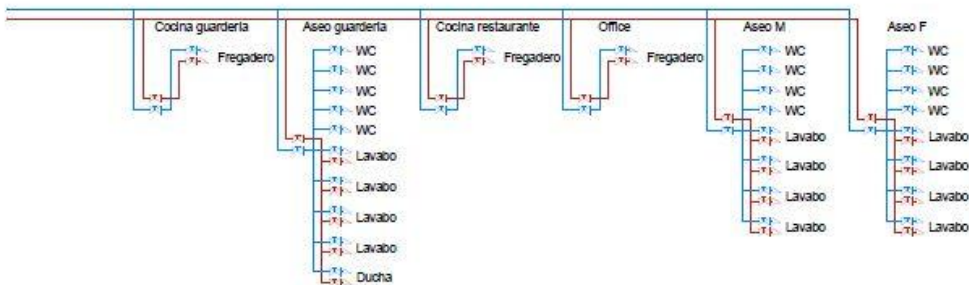 Cocina guardería
Aseo guardería
Cocina restaurante
Office
Aseo M
Aseo F
Fregadero
WC
WC
WC
WC
WC
Lavabo
Lavabo
Lavabo
Lavabo
Ducha
Fregadero
Fregadero
WC
WC
WC
WC
Lavabo
Lavabo
Lavabo
Lavabo
WC
WC
WC
WC
Lavabo
Lavabo
Lavabo
Lavabo